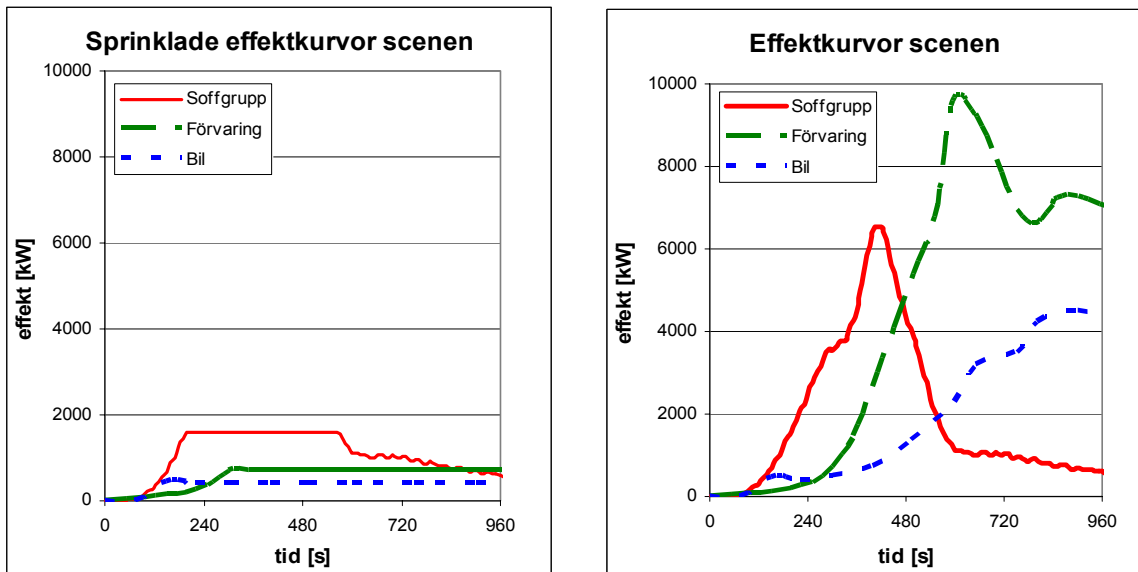 Sprinklade effektkurvor scenen
10000
8000
6000
4000
2000
0
effekt [kW]
Soffgrupp
Förvaring
Bil
0 240 480 720 960
tid [s]
Effektkurvor scenen
10000
8000
6000
4000
2000
0
effekt [kW]
Soffgrupp
Förvaring
Bil
0 240 480 720 960
tid [s]